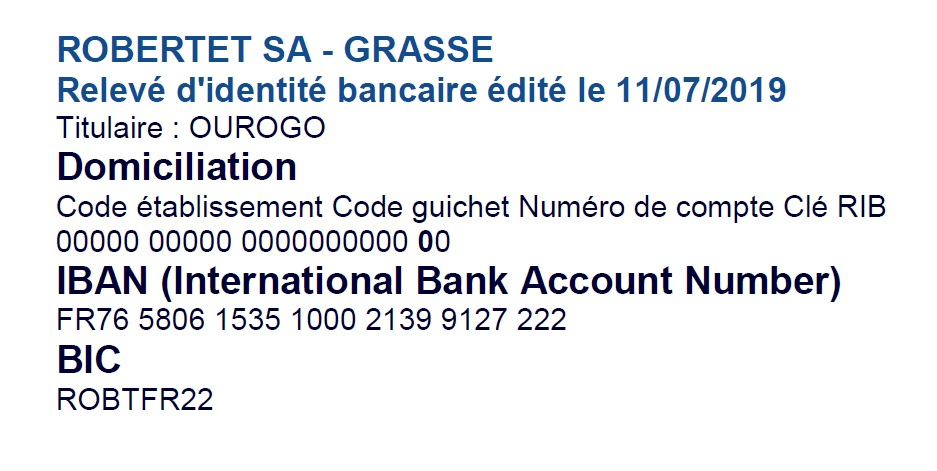 ROBERTET SA - GRASSE
Relevé d'identité bancaire édité le 11/07/2019
Titulaire : OUROGO
Domiciliation
Code établissement Code guichet Numéro de compte Clé RIB
00000 00000 0000000000 00
IBAN (International Bank Account Number)
FR76 5806 1535 1000 2139 9127 222
BIC
ROBTFR22